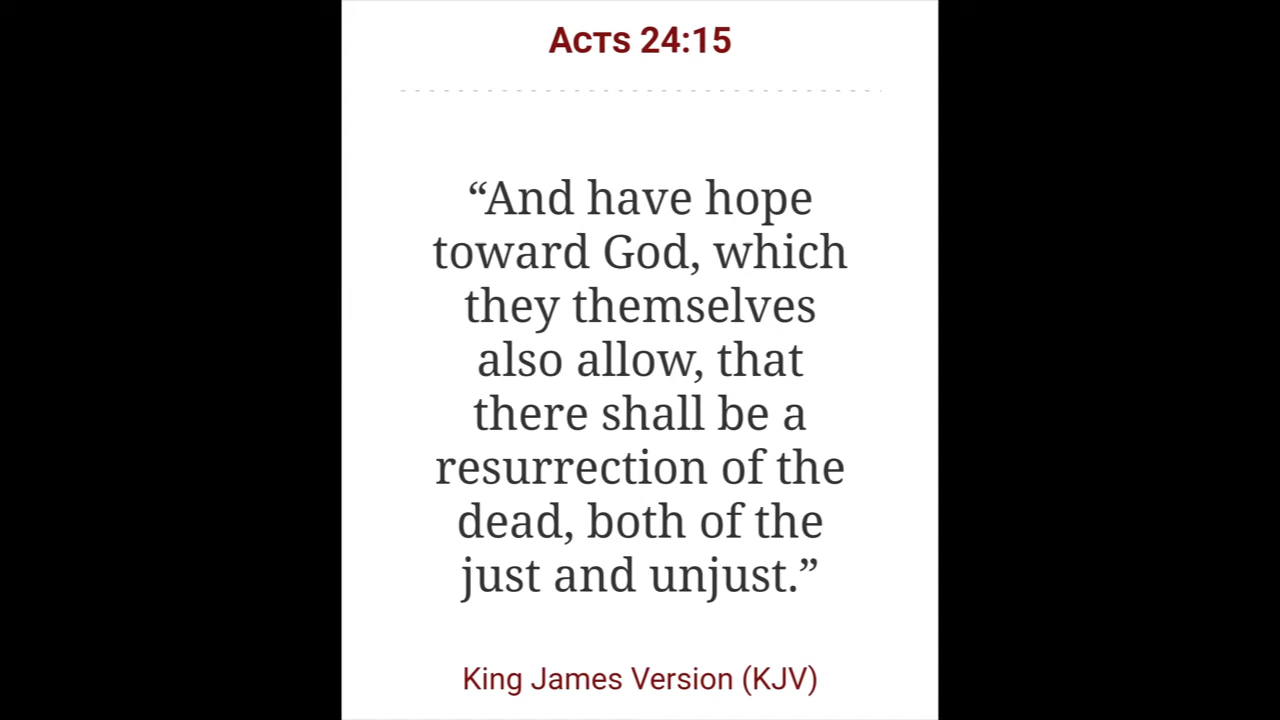 Acts 24:15
“And have hope
toward God, which
they themselves
also allow, that
there shall be a
resurrection of the
dead, both of the
just and unjust.”
King James Version (KJV)